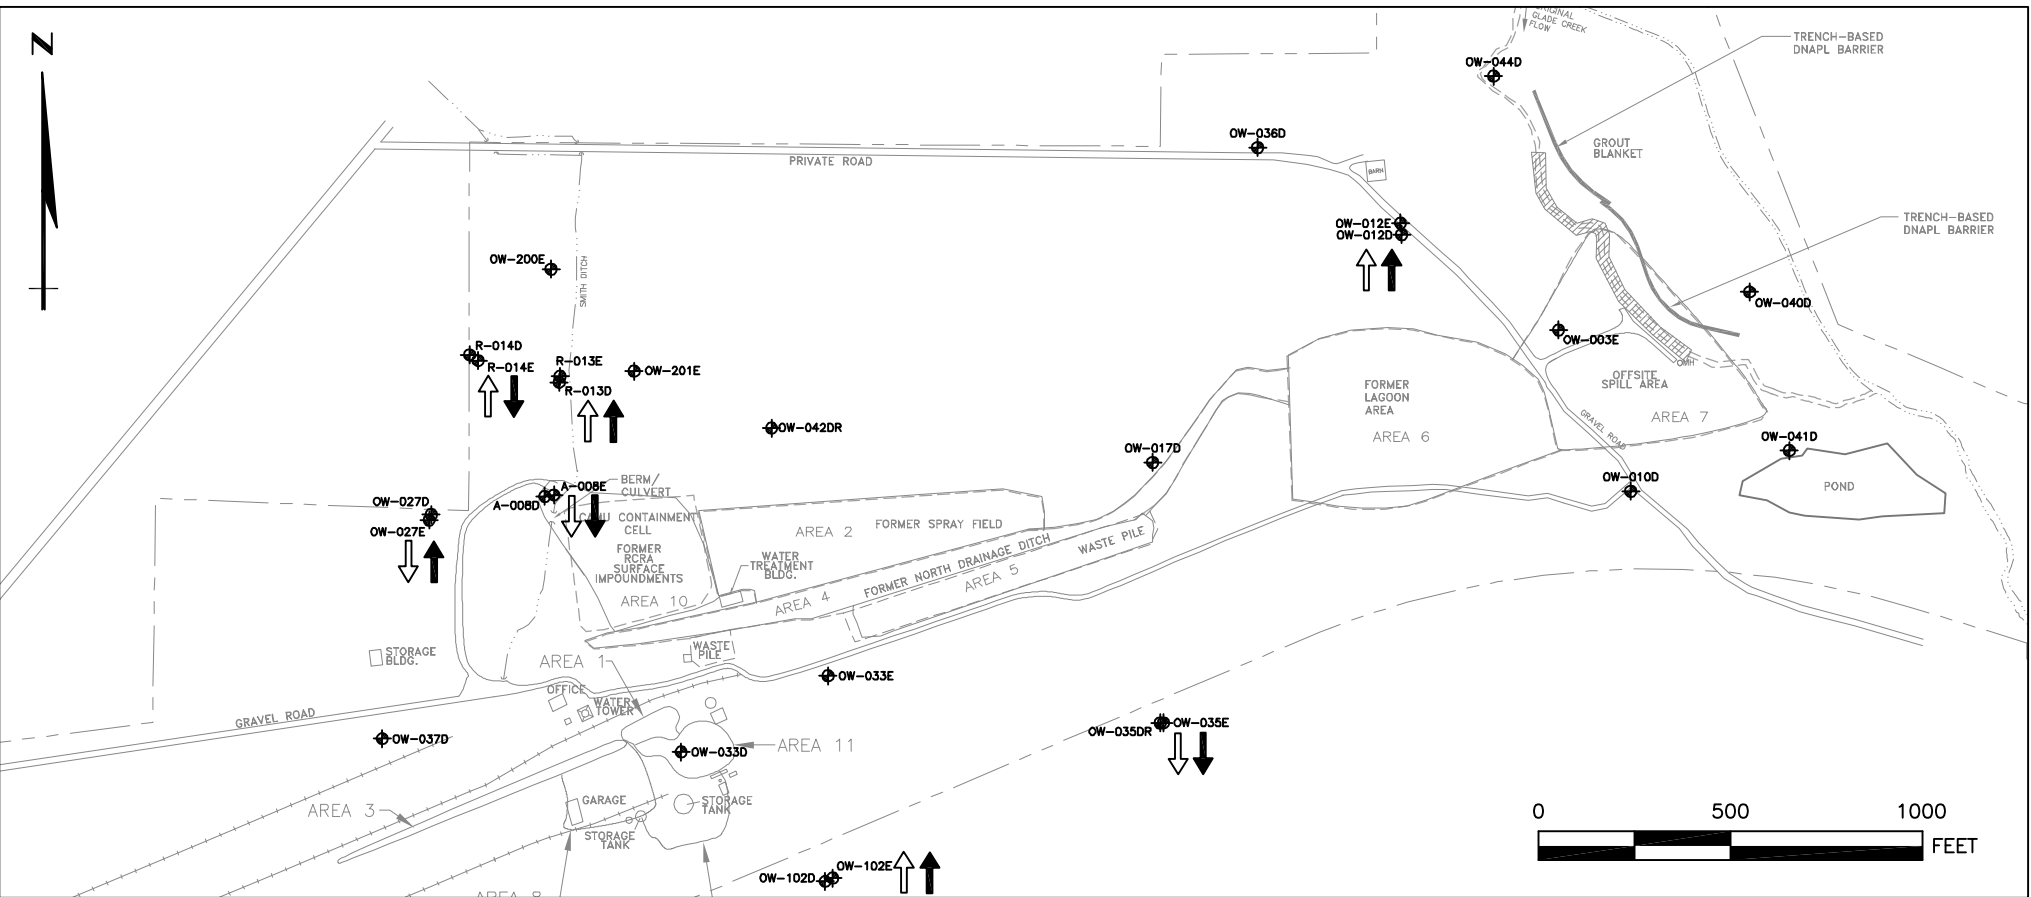 N
ORIGINAL
GLADE CREEK
FLOW
TRENCH-BASED
DNAPL BARRIER
OW-044D
OW-036D
PRIVATE ROAD
BARN
GROUT
BLANKET
OW-012E
OW-012D
TRENCH-BASED
DNAPL BARRIER
OW-200E
SMITH DITCH
OW-040D
OW-003E
R-014D
R-014E
R-013E
R-013D
OW-201E
OMH
OFFSITE
SPILL AREA
AREA 7
FORMER
LAGOON
AREA
AREA 6
GRAVEL ROAD
OW-042DR
OW-017D
OW-041D
POND
OW-010D
BERM/
CULVERT
A-008E
A-008D
OW-027D
OW-027E
CAMU CONTAINMENT
CELL
FORMER
RCRA
SURFACE
IMPOUNDMENTS
AREA 10
AREA 2
FORMER SPRAY FIELD
WATER
TREATMENT
BLDG.
FORMER NORTH DRAINAGE DITCH
WASTE PILE
AREA 4
AREA 5
STORAGE
BLDG.
AREA 1
WASTE
PILE
OW-033E
OFFICE
WATER
TOWER
GRAVEL ROAD
OW-037D
OW-033D
AREA 11
OW-035E
OW-035DR
AREA 3
GARAGE
STORAGE
TANK
STORAGE
TANK
OW-102E
OW-102D
AREA 8
0 500 1000
FEET